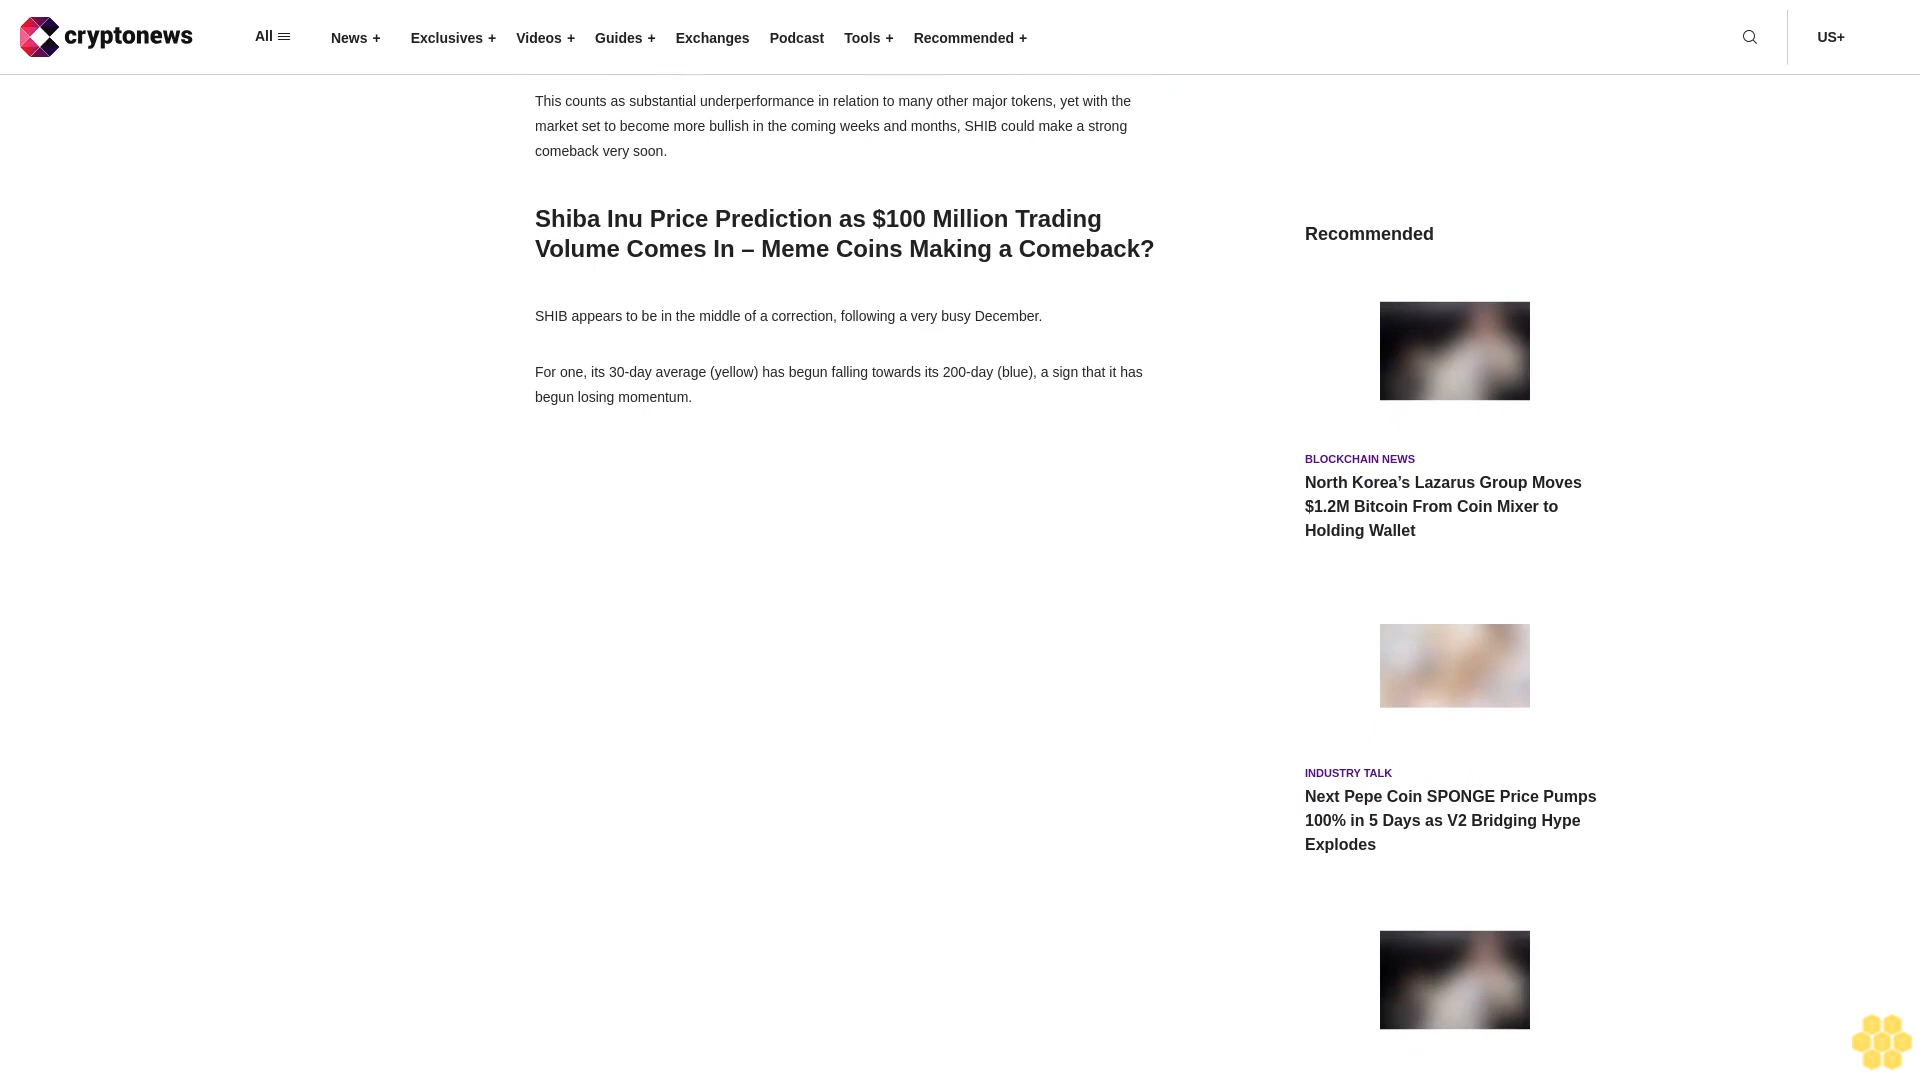 cryptonews
All
News +
Exclusives +
Videos +
Guides +
Exchanges
Podcast
Tools +
Recommended +
US+
This counts as substantial underperformance in relation to many other major tokens, yet with the
market set to become more bullish in the coming weeks and months, SHIB could make a strong
comeback very soon.
Shiba Inu Price Prediction as $100 Million Trading
Volume Comes In – Meme Coins Making a Comeback?
SHIB appears to be in the middle of a correction, following a very busy December.
For one, its 30-day average (yellow) has begun falling towards its 200-day (blue), a sign that it has
begun losing momentum.
Recommended
BLOCKCHAIN NEWS
North Korea’s Lazarus Group Moves
$1.2M Bitcoin From Coin Mixer to
Holding Wallet
INDUSTRY TALK
Next Pepe Coin SPONGE Price Pumps
100% in 5 Days as V2 Bridging Hype
Explodes